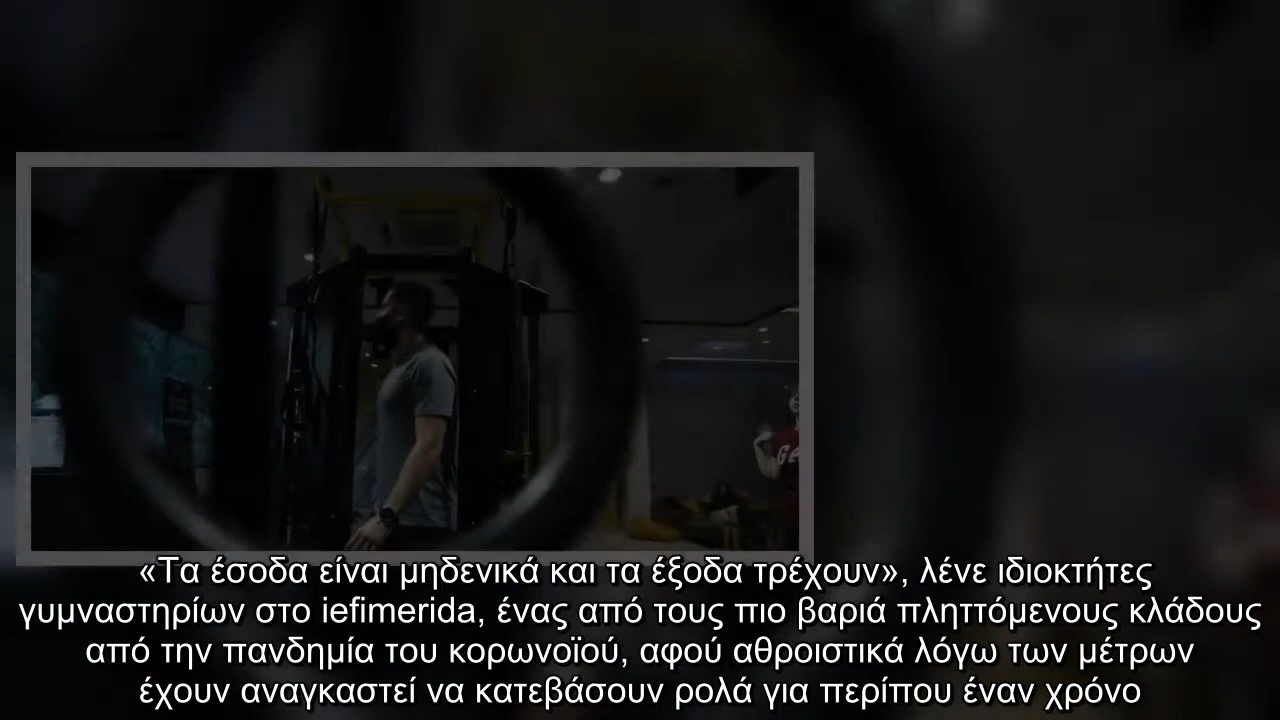 «Τα έσοδα είναι μηδενικά και τα έξοδα τρέχουν», λένε ιδιοκτήτες
γυμναστηρίων στο iefimerida, ένας από τους πιο βαριά πληττόμενους κλάδους
από την πανδημία του κορωνοϊού, αφού αθροιστικά λόγω των μέτρων
έχουν αναγκαστεί να κατεβάσουν ρολά για περίπου έναν χρόνο